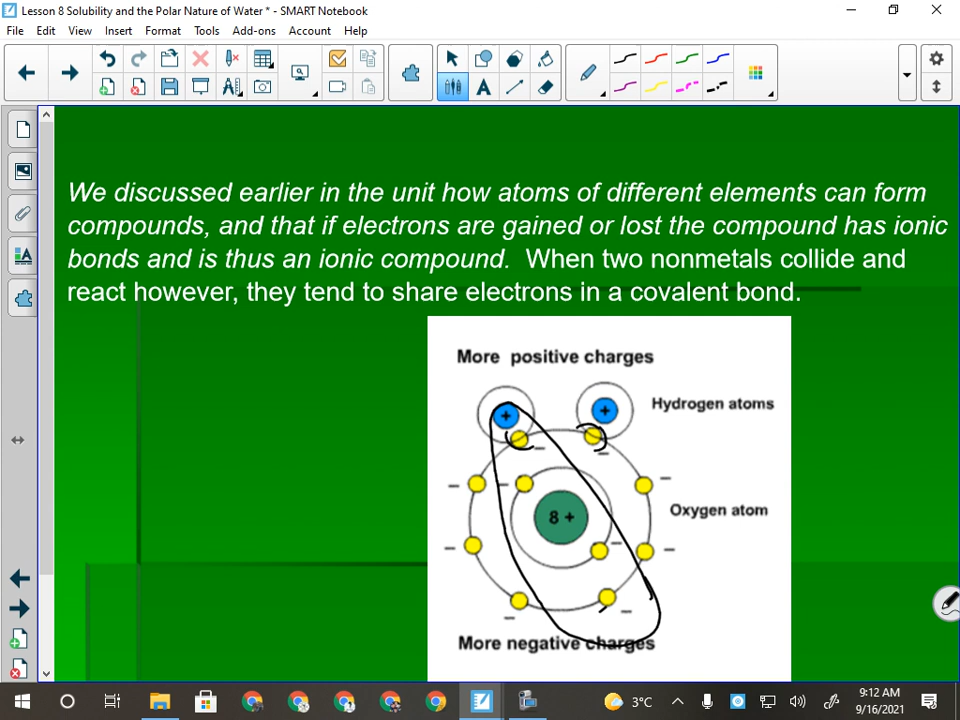 Lesson 8 Solubility and the Polar Nature of Water * - SMART Notebook
File Edit View Insert Format Tools Add-ons Account Help
We discussed earlier in the unit how atoms of different elements can form
compounds, and that if electrons are gained or lost the compound has ionic
bonds and is thus an ionic compound. When two nonmetals collide and
react however, they tend to share electrons in a covalent bond.
More positive charges
+ +
Hydrogen atoms
8 +
Oxygen atom
More negative charges
3°C
9:12 AM
9/16/2021